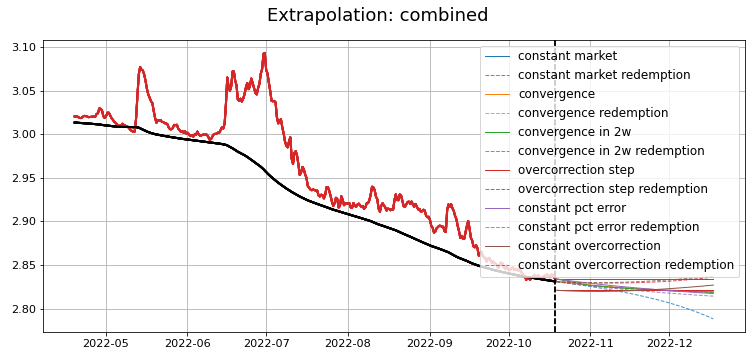 Extrapolation: combined
3.10
3.05
3.00
2.95
2.90
2.85
2.80
constant market
constant market redemption
convergence
convergence redemption
convergence in 2w
convergence in 2w redemption
overcorrection step
overcorrection step redemption
constant pct error
constant pct error redemption
constant overcorrection
constant overcorrection redemption
2022-05
2022-06
2022-07
2022-08
2022-09
2022-10
2022-11
2022-12